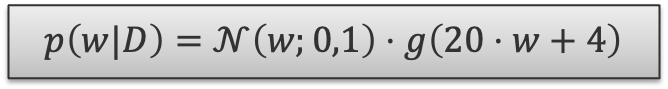 p(w|D) = 𝒩(w; 0,1) · g(20 · w + 4)